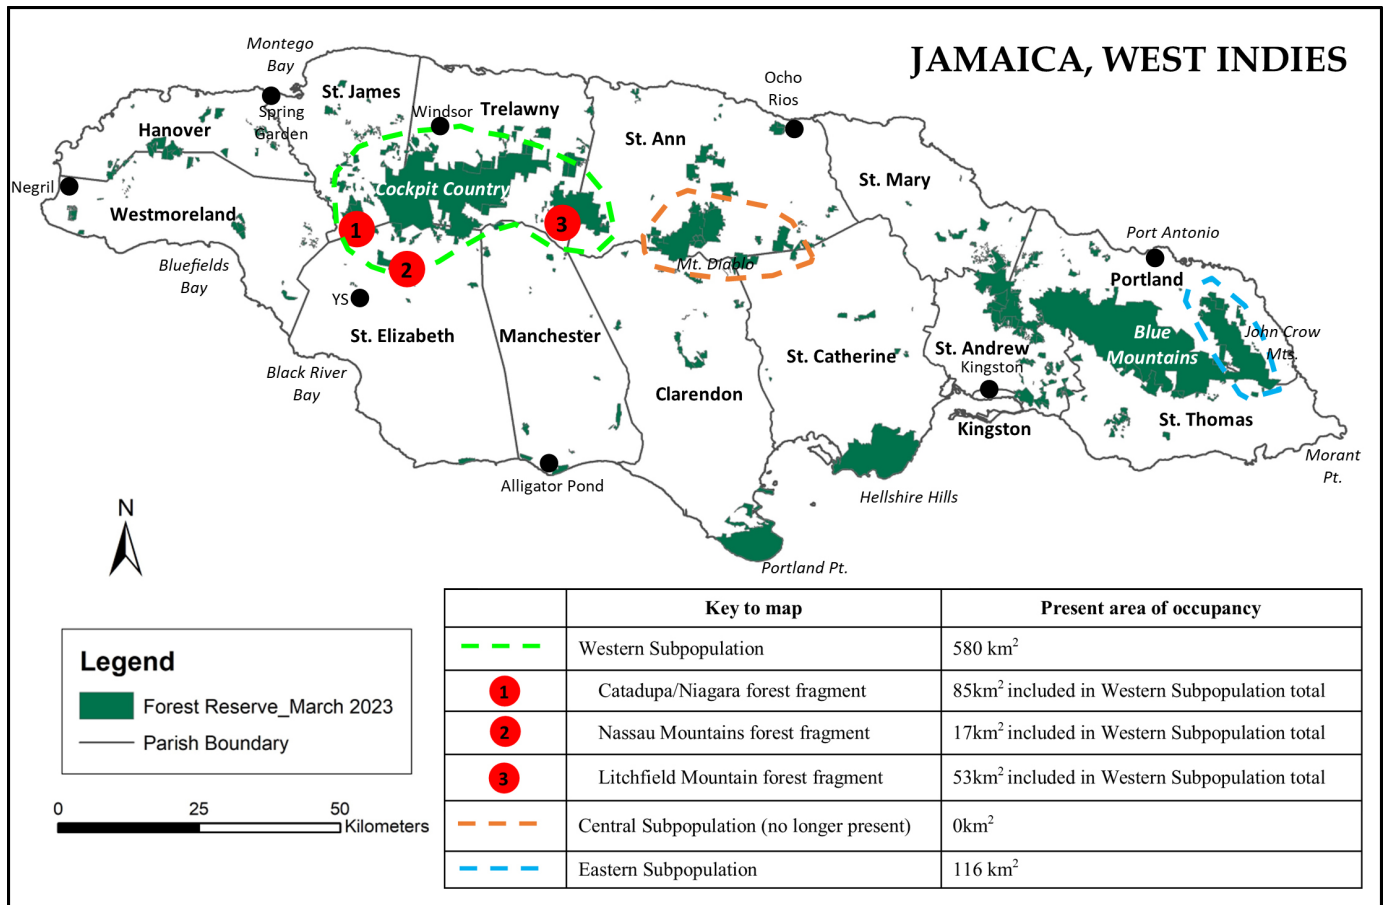 JAMAICA, WEST INDIES
Montego
Bay
Ocho
Rios
St. James
Spring
Garden
Windsor
Trelawny
Hanover
St. Ann
St. Mary
Negril
Cockpit Country
Westmoreland
1
3
2
Port Antonio
Bluefields
Bay
Mt. Diablo
Portland
YS
St. Elizabeth
Manchester
Blue
Mountains
John Crow
Mts.
St. Catherine
St. Andrew
Kingston
Black River
Bay
Clarendon
St. Thomas
Kingston
Morant
Pt.
Alligator Pond
Hellshire Hills
Portland Pt.
N
Legend
Forest Reserve_March 2023
Parish Boundary
0 25 50
Kilometers
Key to map Present area of occupancy
Western Subpopulation 580 km²
1 Catadupa/Niagara forest fragment 85km² included in Western Subpopulation total
2 Nassau Mountains forest fragment 17km² included in Western Subpopulation total
3 Litchfield Mountain forest fragment 53km² included in Western Subpopulation total
Central Subpopulation (no longer present) 0km²
Eastern Subpopulation 116 km²